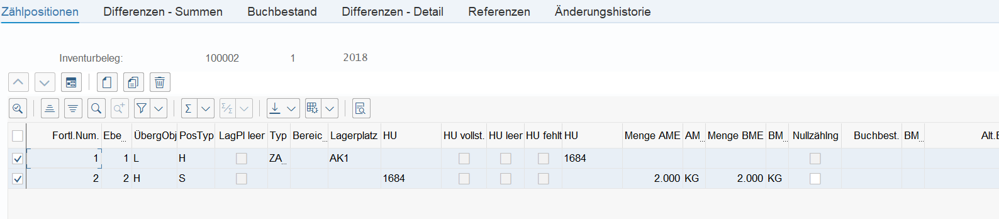 Zählpositionen Differenzen - Summen Buchbestand Differenzen - Detail Referenzen Änderungshistorie
Inventurbeleg: 100002 1 2018
Fortl.Num. Ebe... ÜbergObj PosTyp LagPl leer Typ Bereic... Lagerplatz HU HU vollst. HU leer HU fehlt HU Menge AME AM... Menge BME BM... Nullzählng Buchbest. BM... Alt.B
1 1 L H ZA... AK1 1684
2 2 H S 1684 2.000 KG 2.000 KG